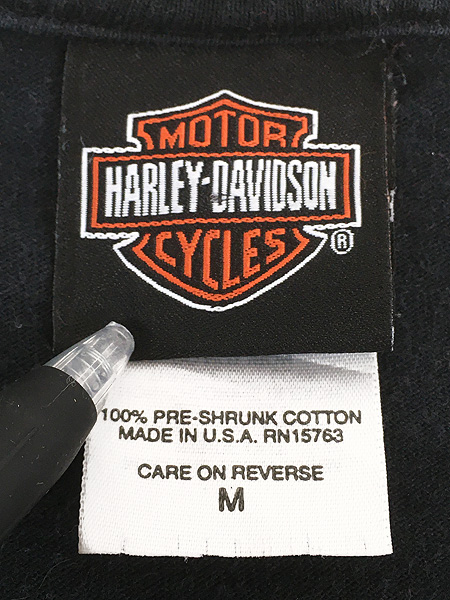 MOTOR
HARLEY-DAVIDSON
CYCLES
®
100% PRE-SHRUNK COTTON
MADE IN U.S.A. RN15763
CARE ON REVERSE
M